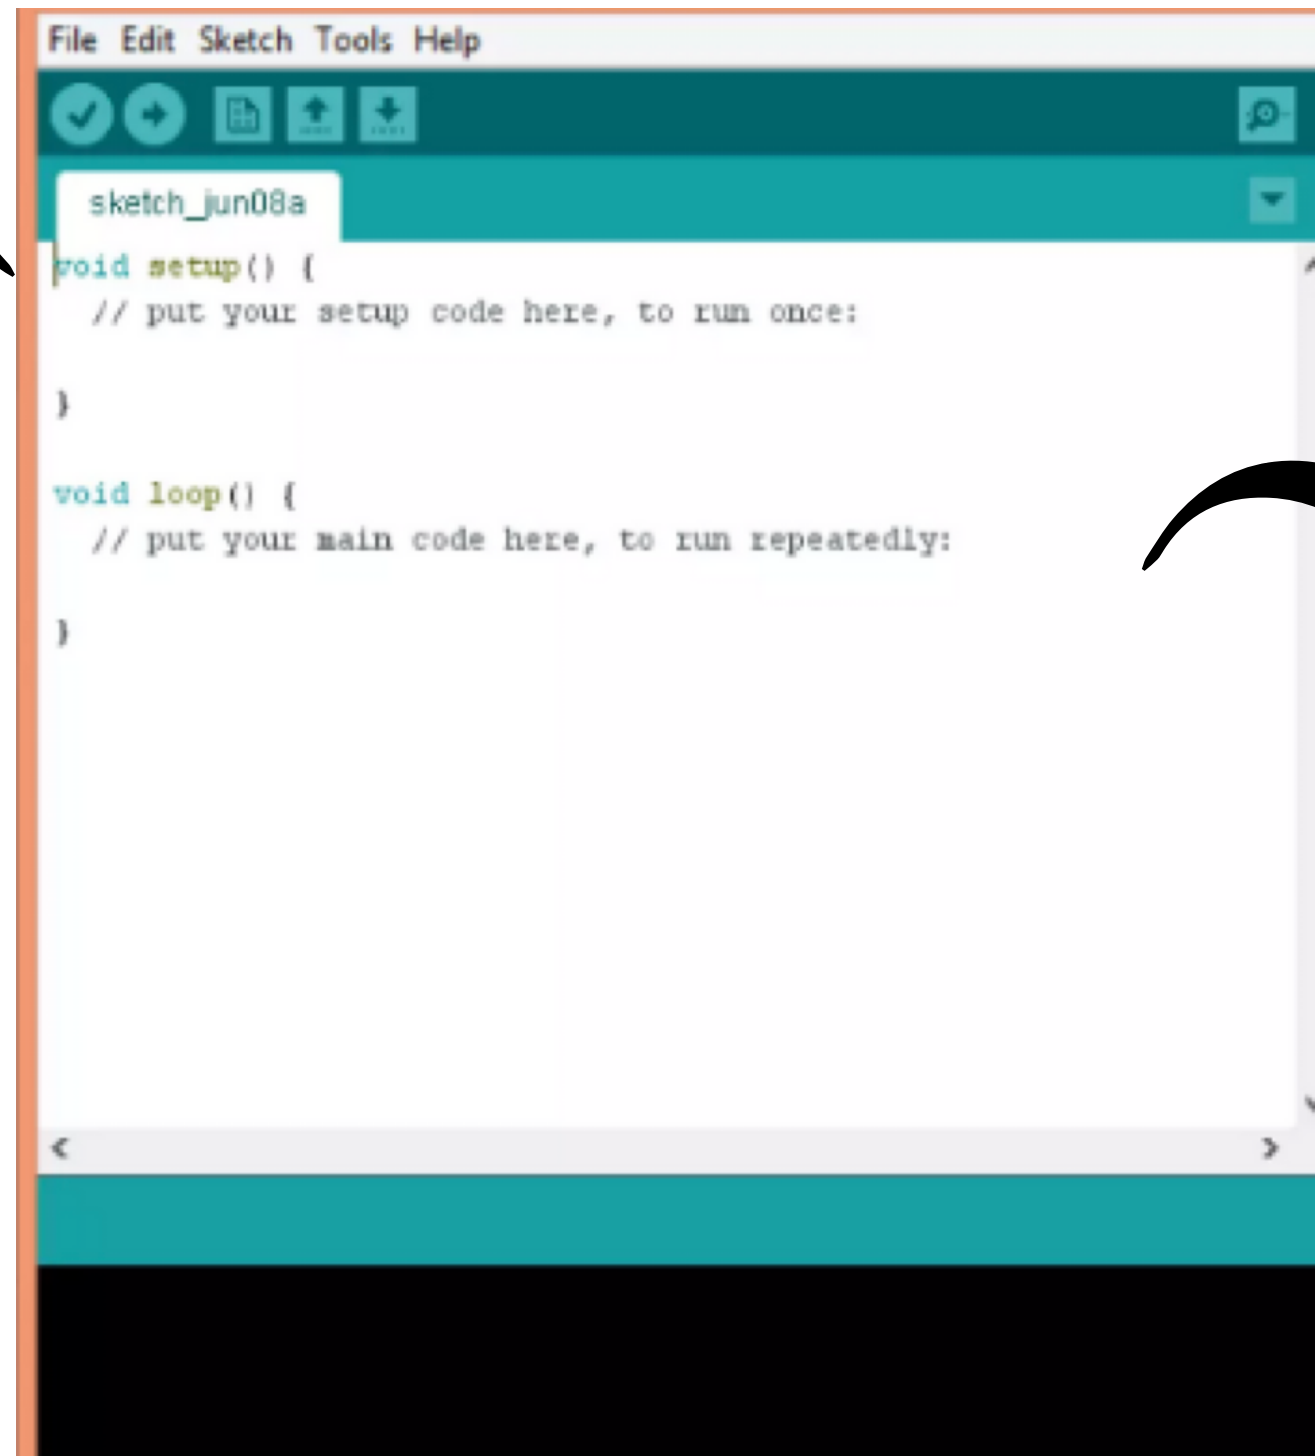 File Edit Sketch Tools Help
sketch_jun08a
void setup() {
  // put your setup code here, to run once:
}
void loop() {
  // put your main code here, to run repeatedly:
}